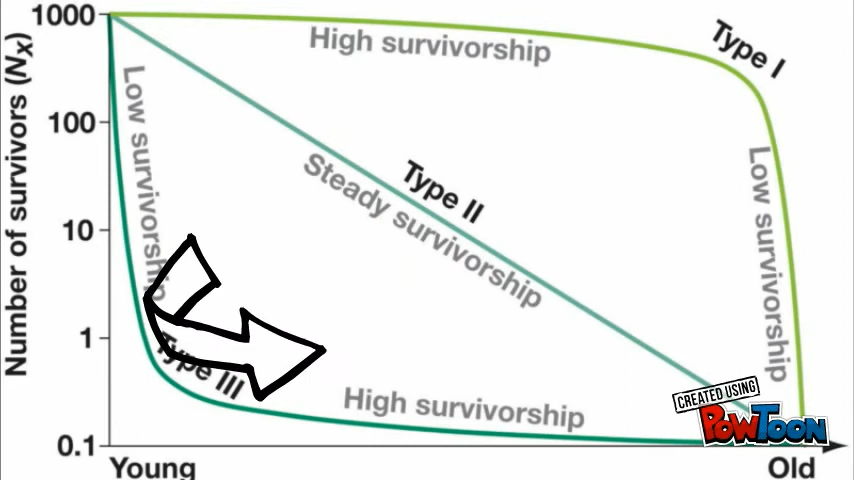 1000
100
10
1
0.1
Number of survivors (Nx)
High survivorship
Type I
Low survivorship
Type II
Steady survivorship
Low survivorship
Type III
High survivorship
CREATED USING
POWTOON
Young
Old